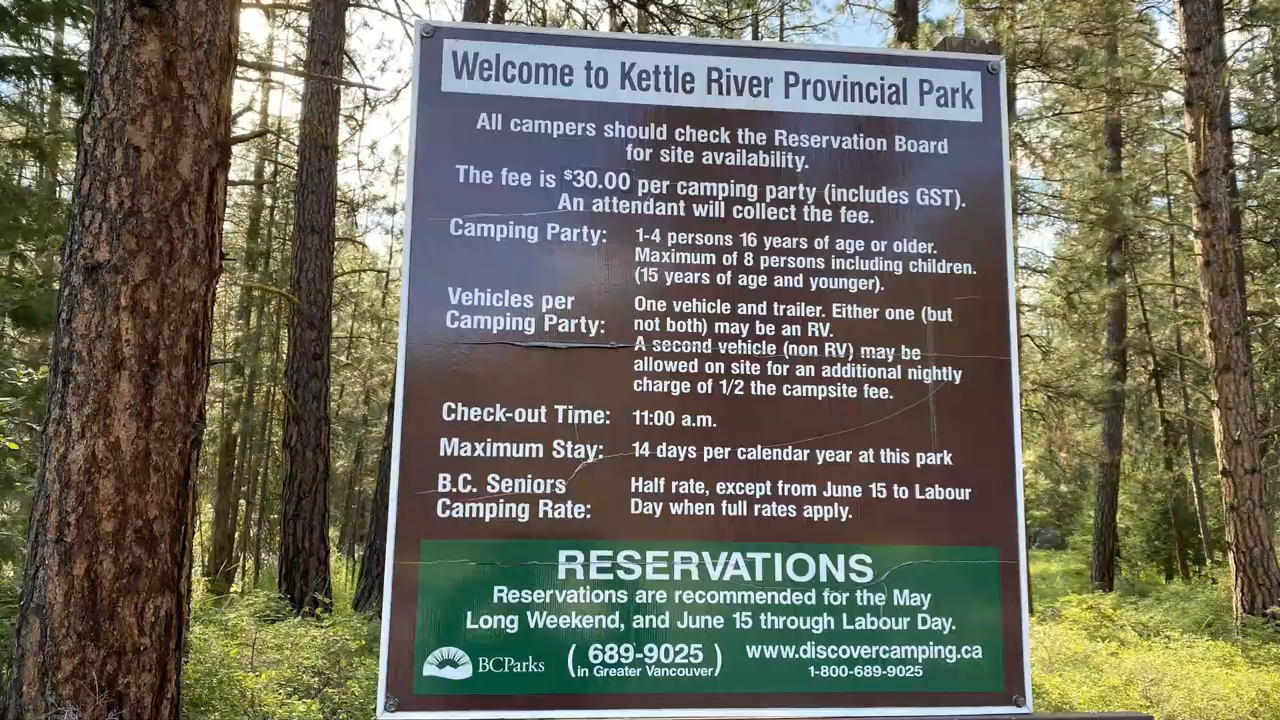 Welcome to Kettle River Provincial Park
All campers should check the Reservation Board
for site availability.
The fee is $30.00 per camping party (includes GST).
An attendant will collect the fee.
Camping Party: 1-4 persons 16 years of age or older.
Maximum of 8 persons including children.
(15 years of age and younger).
Vehicles per
Camping Party:
One vehicle and trailer. Either one (but
not both) may be an RV.
A second vehicle (non RV) may be
allowed on site for an additional nightly
charge of 1/2 the campsite fee.
Check-out Time: 11:00 a.m.
Maximum Stay: 14 days per calendar year at this park
B.C. Seniors
Camping Rate:
Half rate, except from June 15 to Labour
Day when full rates apply.
RESERVATIONS
Reservations are recommended for the May
Long Weekend, and June 15 through Labour Day.
BCParks
(689-9025)
in Greater Vancouver
www.discovercamping.ca
1-800-689-9025